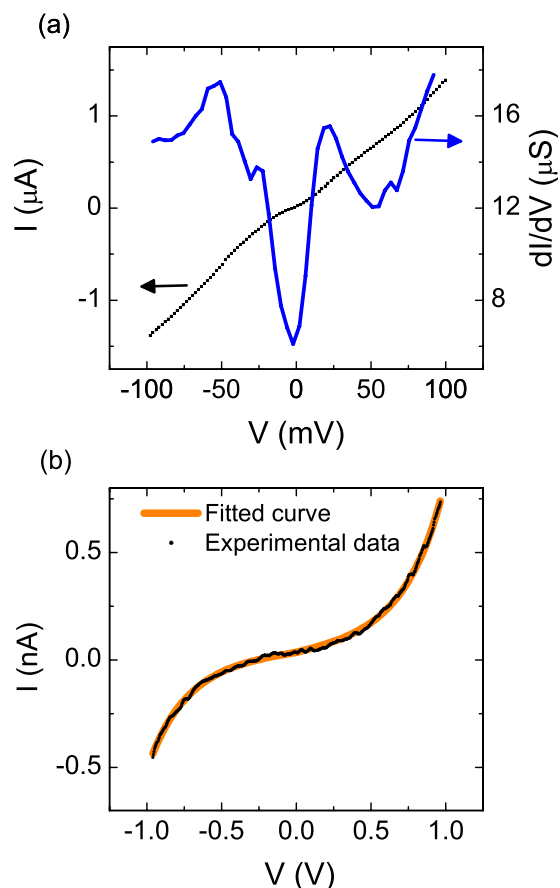 (a)
1
0
-1
I (μA)
16
12
8
dI/dV (μS)
-100 -50 0 50 100
V (mV)
(b)
Fitted curve
Experimental data
0.5
0.0
-0.5
I (nA)
-1.0 -0.5 0.0 0.5 1.0
V (V)